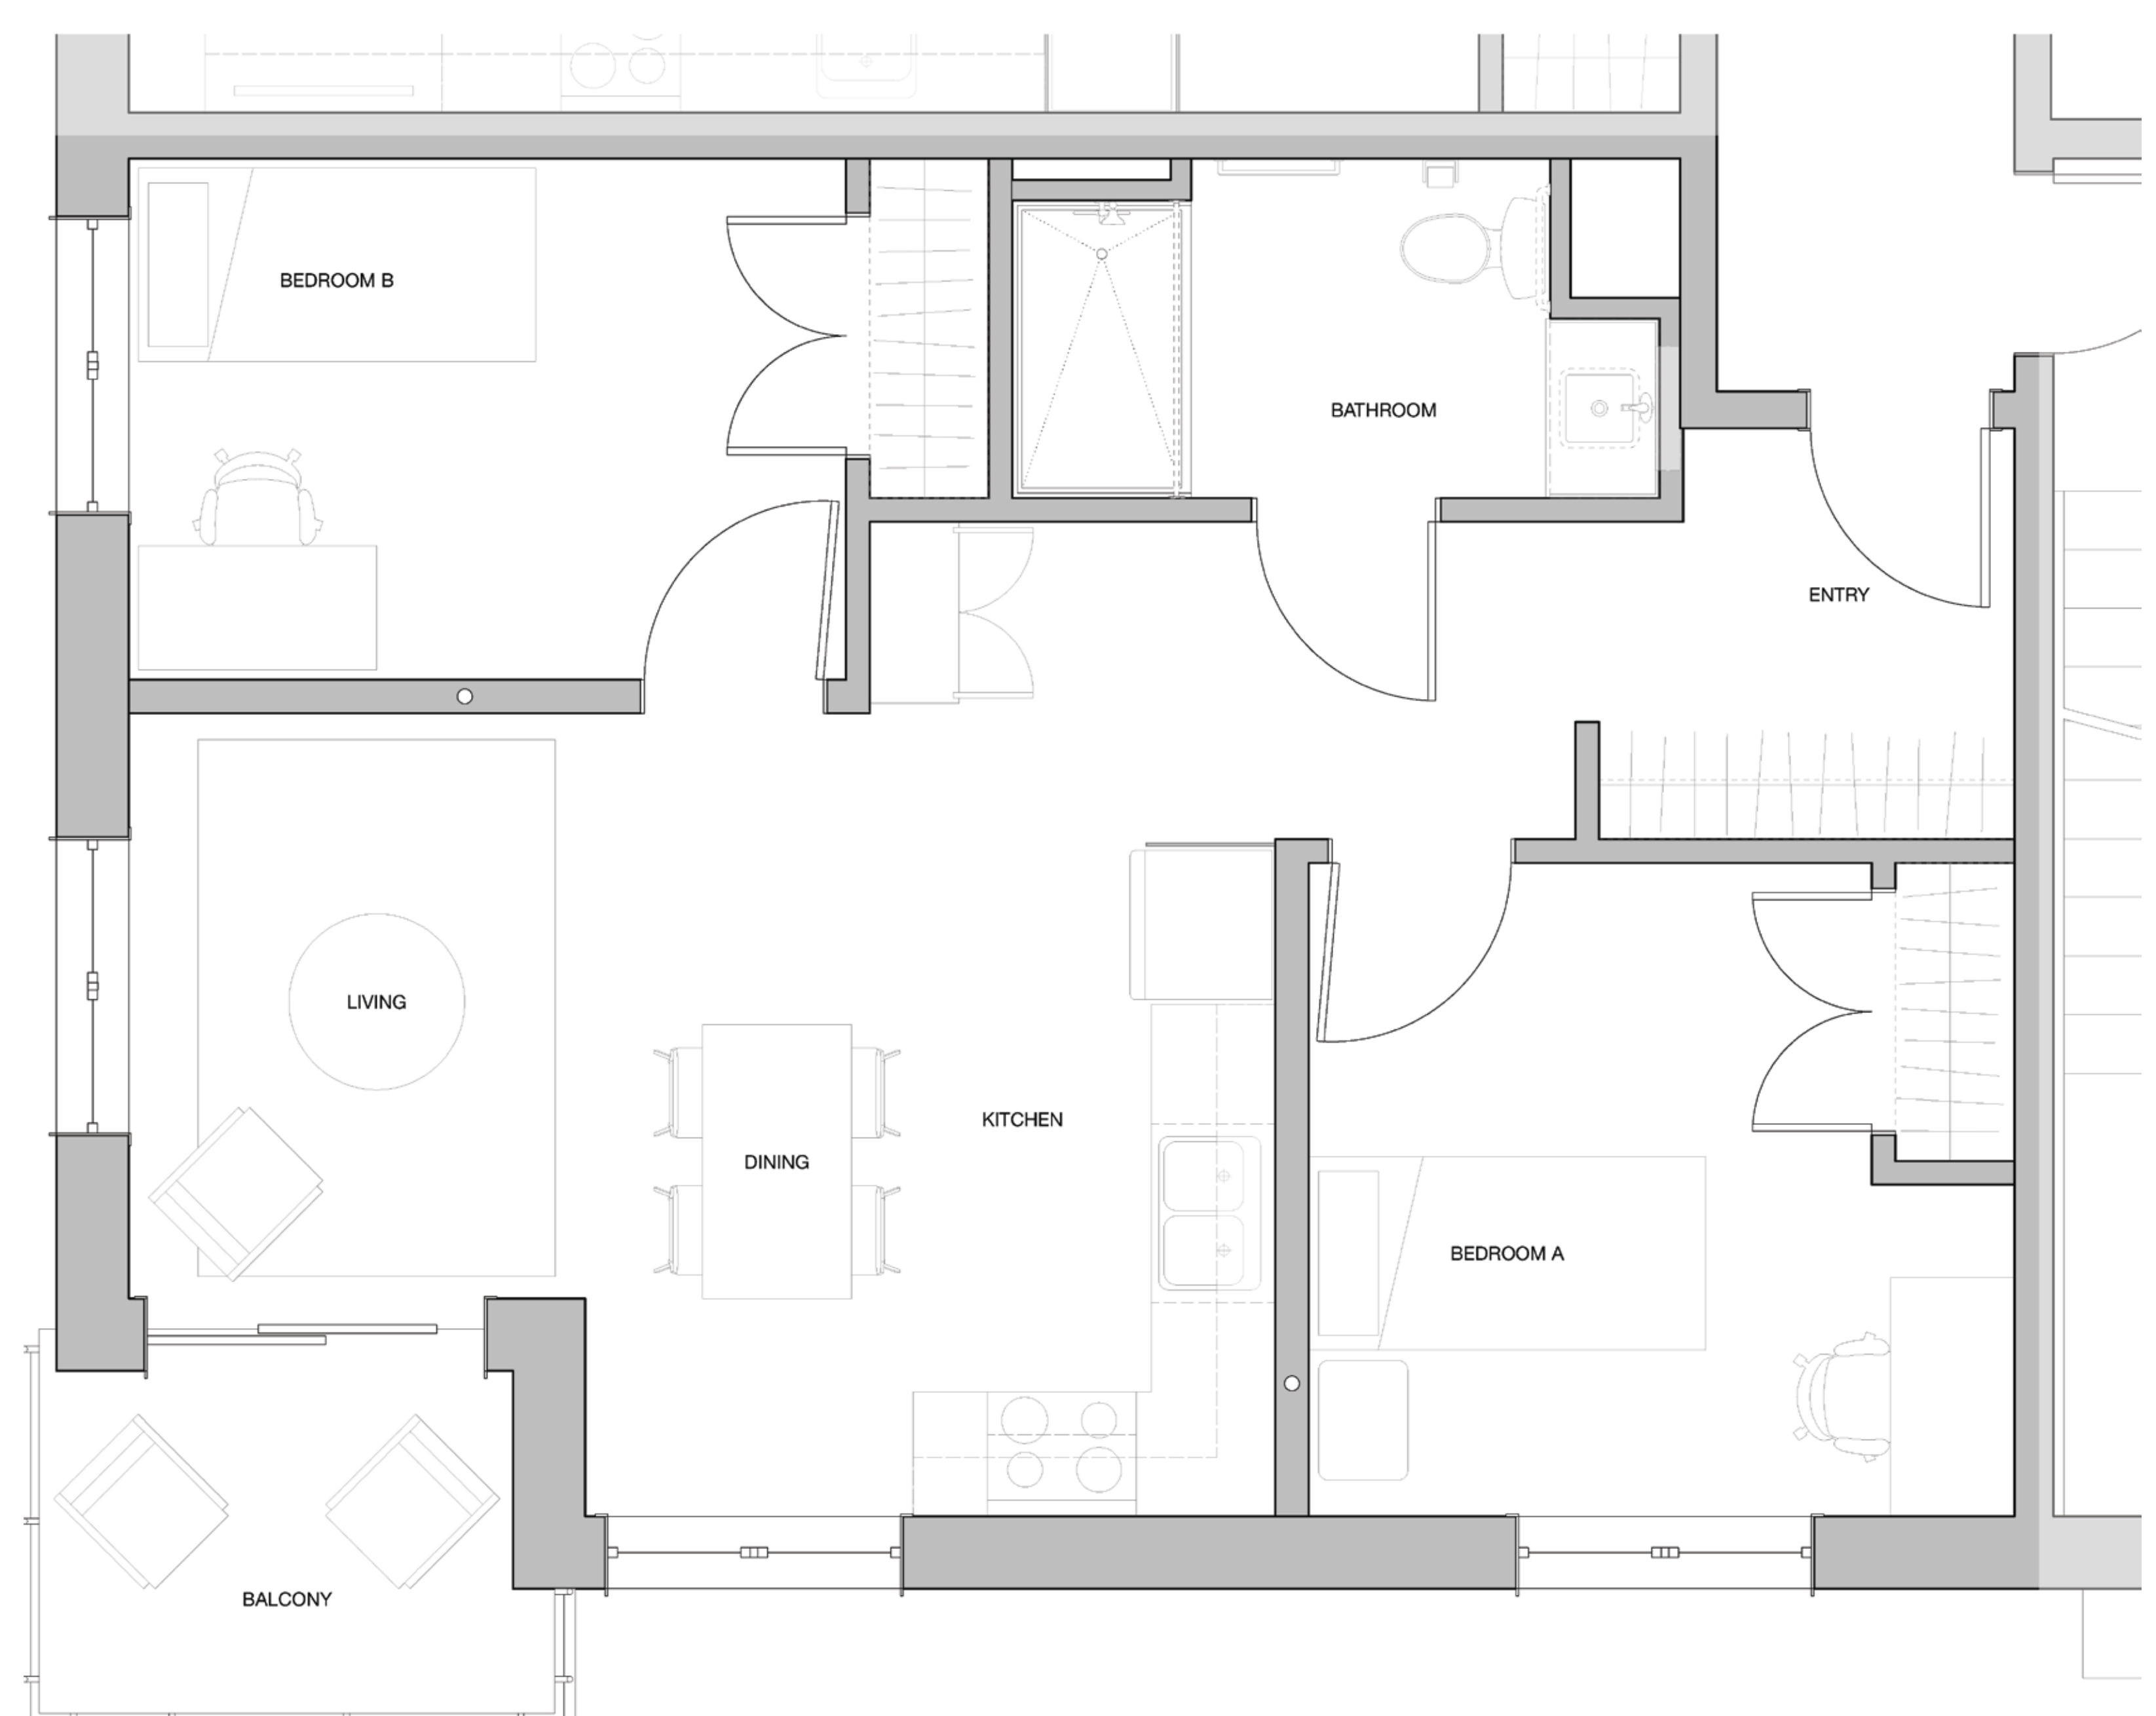 BEDROOM B
BATHROOM
ENTRY
LIVING
KITCHEN
DINING
BEDROOM A
BALCONY